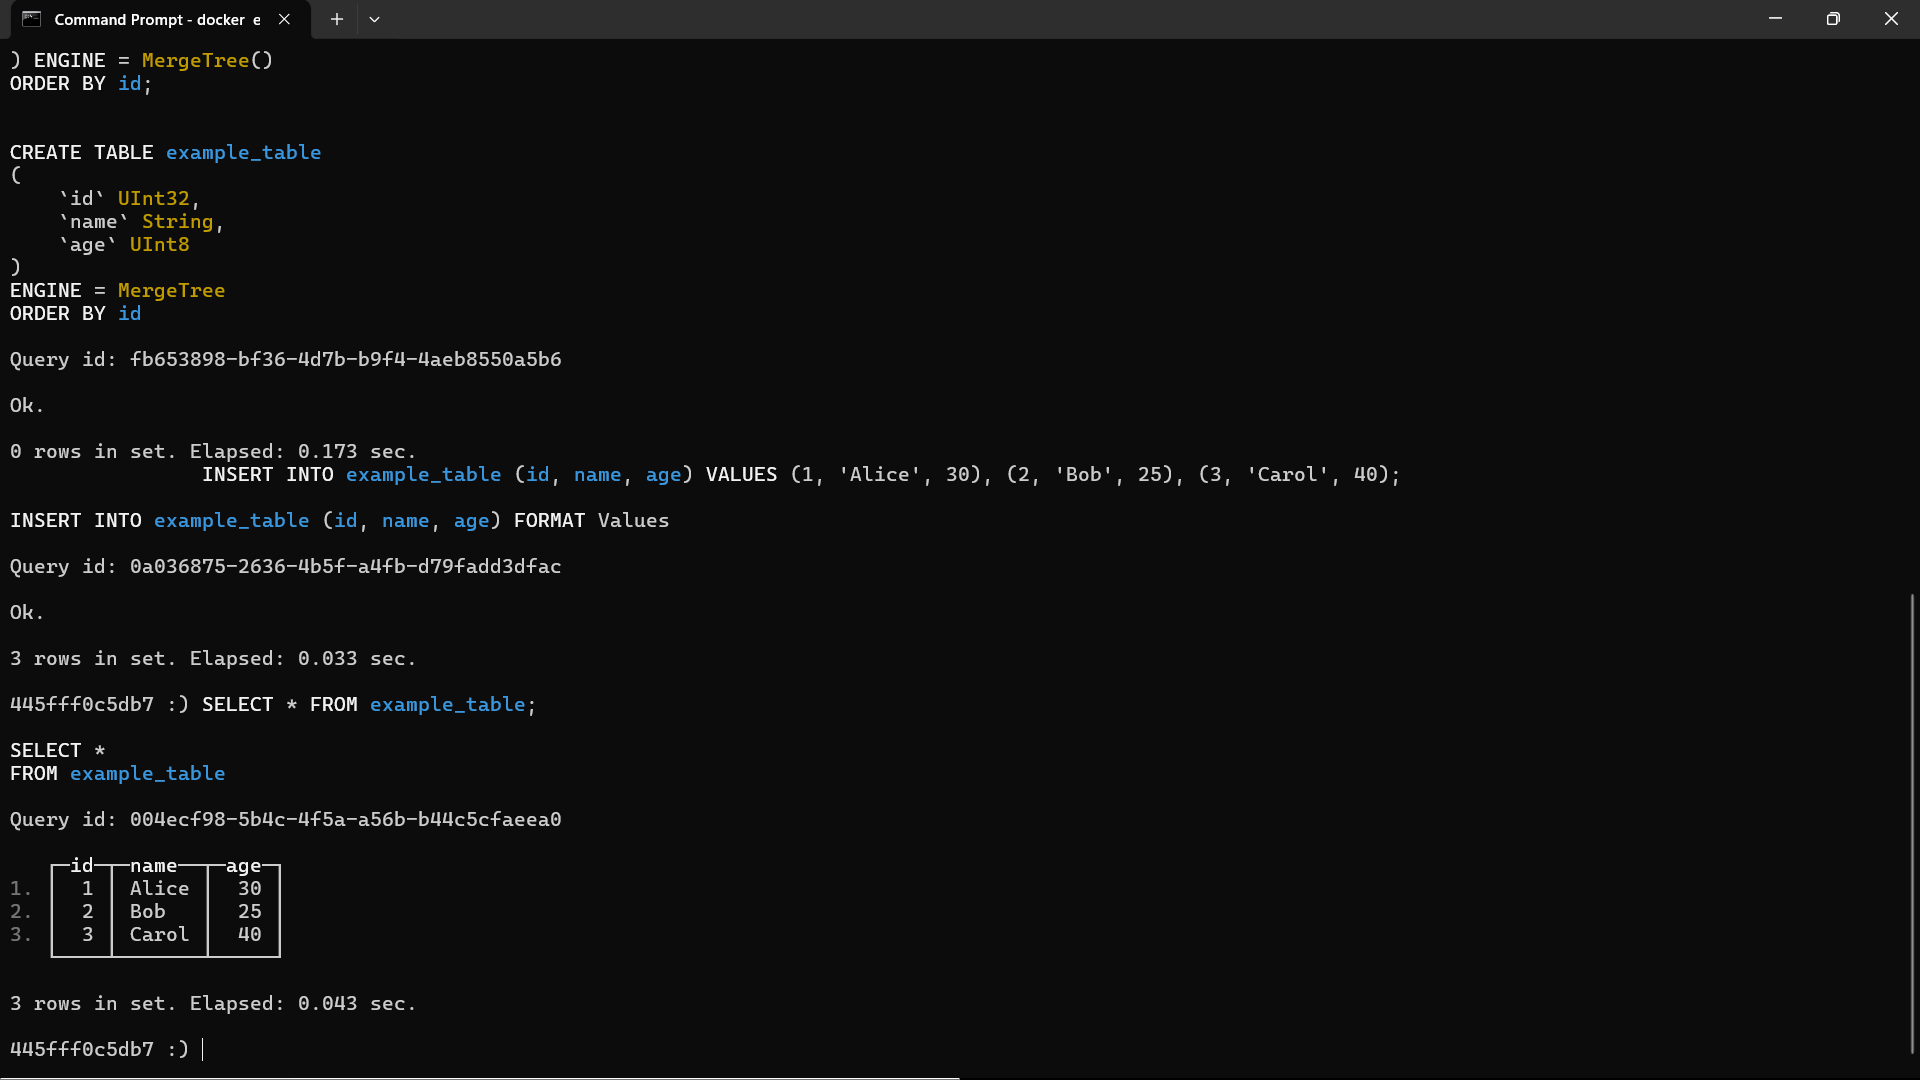 Command Prompt - docker e
) ENGINE = MergeTree()
ORDER BY id;
CREATE TABLE example_table
(
    `id` UInt32,
    `name` String,
    `age` UInt8
)
ENGINE = MergeTree
ORDER BY id
Query id: fb653898-bf36-4d7b-b9f4-4aeb8550a5b6
Ok.
0 rows in set. Elapsed: 0.173 sec.
INSERT INTO example_table (id, name, age) VALUES (1, 'Alice', 30), (2, 'Bob', 25), (3, 'Carol', 40);
INSERT INTO example_table (id, name, age) FORMAT Values
Query id: 0a036875-2636-4b5f-a4fb-d79fadd3dfac
Ok.
3 rows in set. Elapsed: 0.033 sec.
445fff0c5db7 :) SELECT * FROM example_table;
SELECT *
FROM example_table
Query id: 004ecf98-5b4c-4f5a-a56b-b44c5cfaeea0
id name age
1. 1 Alice 30
2. 2 Bob 25
3. 3 Carol 40
3 rows in set. Elapsed: 0.043 sec.
445fff0c5db7 :)